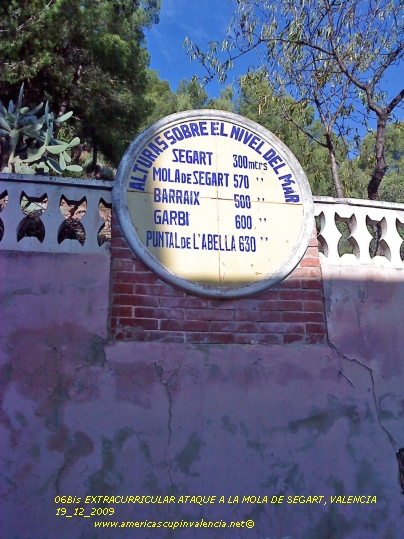 ALTURAS SOBRE EL NIVEL DEL MAR
SEGART 300 mtrs
MOLA DE SEGART 570 "
BARRAIX 500 "
GARBI 600 "
PUNTAL DE L'ABELLA 630 "
06Bis EXTRACURRICULAR ATAQUE A LA MOLA DE SEGART, VALENCIA
19_12_2009
www.americascupinvalencia.net©